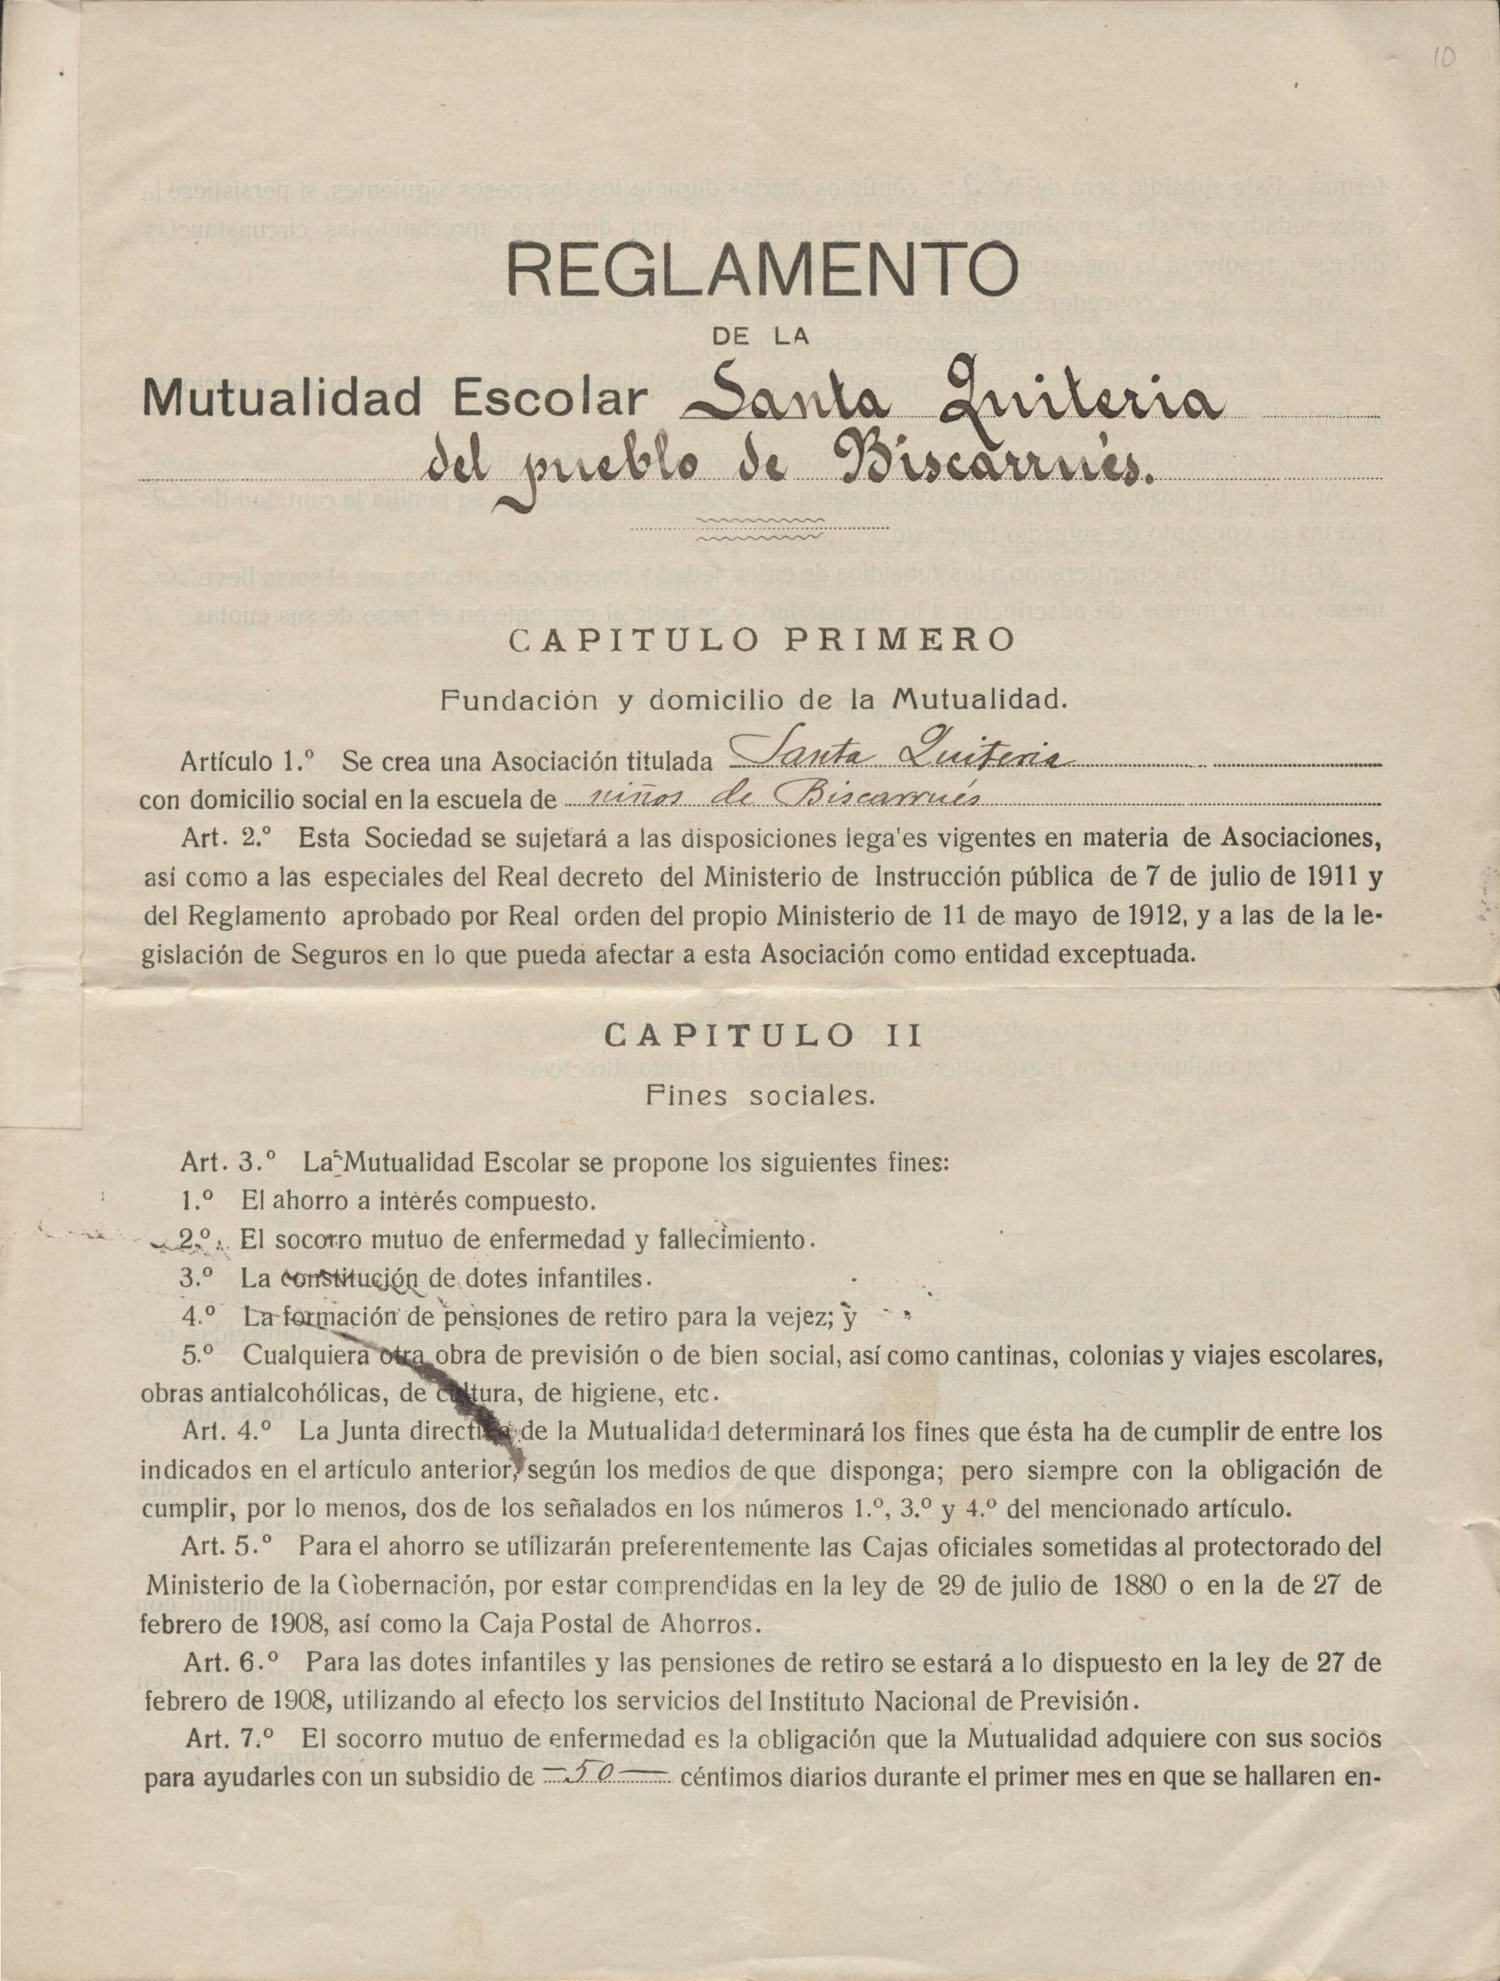 10
REGLAMENTO
DE LA
Mutualidad Escolar Santa Quiteria
del pueblo de Biscarrués.
CAPITULO PRIMERO
Fundación y domicilio de la Mutualidad.
Artículo 1.º Se crea una Asociación titulada Santa Quiteria
con domicilio social en la escuela de niños de Biscarrués
Art. 2.º Esta Sociedad se sujetará a las disposiciones legales vigentes en materia de Asociaciones,
así como a las especiales del Real decreto del Ministerio de Instrucción pública de 7 de julio de 1911 y
del Reglamento aprobado por Real orden del propio Ministerio de 11 de mayo de 1912, y a las de la le-
gislación de Seguros en lo que pueda afectar a esta Asociación como entidad exceptuada.
CAPITULO II
Fines sociales.
Art. 3.º La Mutualidad Escolar se propone los siguientes fines:
1.º El ahorro a interés compuesto.
2.º El socorro mutuo de enfermedad y fallecimiento.
3.º La constitución de dotes infantiles.
4.º La formación de pensiones de retiro para la vejez; y
5.º Cualquiera otra obra de previsión o de bien social, así como cantinas, colonias y viajes escolares,
obras antialcohólicas, de cultura, de higiene, etc.
Art. 4.º La Junta directiva de la Mutualidad determinará los fines que ésta ha de cumplir de entre los
indicados en el artículo anterior, según los medios de que disponga; pero siempre con la obligación de
cumplir, por lo menos, dos de los señalados en los números 1.º, 3.º y 4.º del mencionado artículo.
Art. 5.º Para el ahorro se utilizarán preferentemente las Cajas oficiales sometidas al protectorado del
Ministerio de la Gobernación, por estar comprendidas en la ley de 29 de julio de 1880 o en la de 27 de
febrero de 1908, así como la Caja Postal de Ahorros.
Art. 6.º Para las dotes infantiles y las pensiones de retiro se estará a lo dispuesto en la ley de 27 de
febrero de 1908, utilizando al efecto los servicios del Instituto Nacional de Previsión.
Art. 7.º El socorro mutuo de enfermedad es la obligación que la Mutualidad adquiere con sus socios
para ayudarles con un subsidio de —50— céntimos diarios durante el primer mes en que se hallaren en-